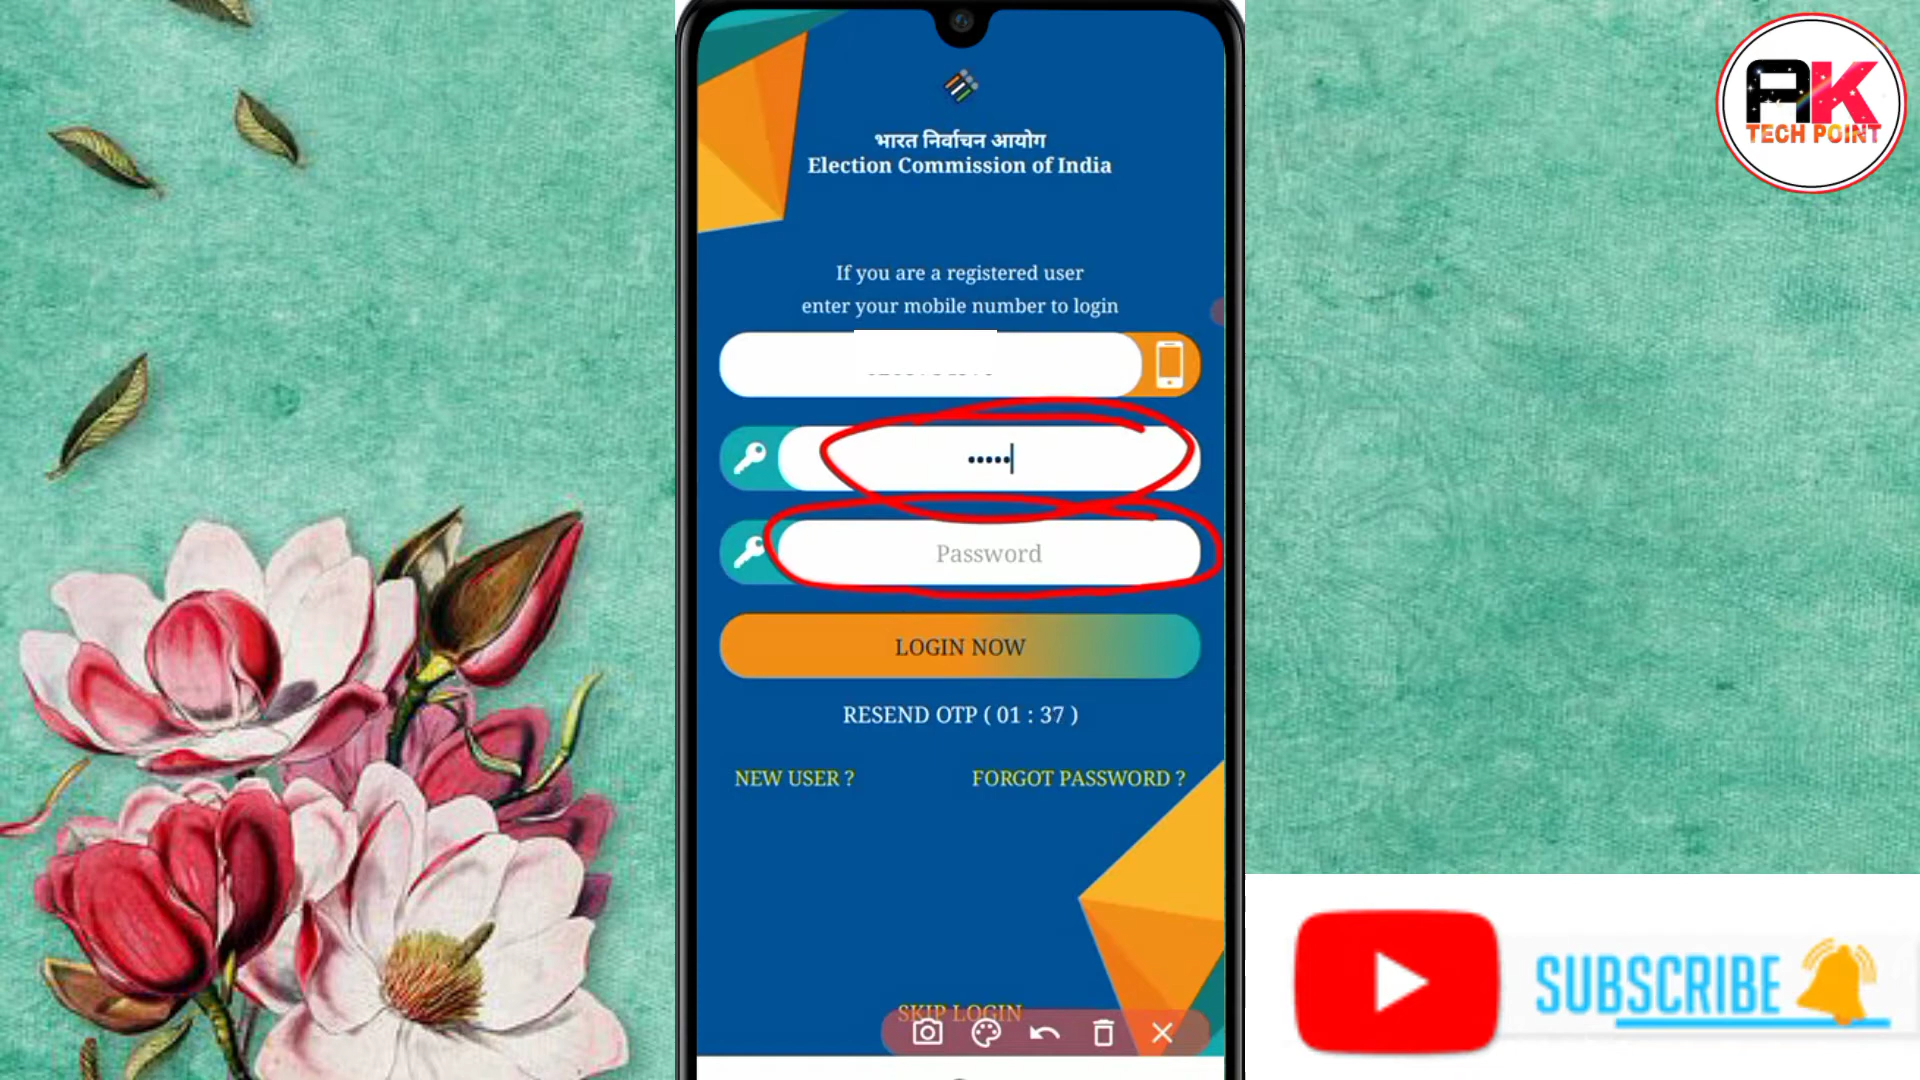 AK
TECH POINT
भारत निर्वाचन आयोग
Election Commission of India
If you are a registered user
enter your mobile number to login
•••••
Password
LOGIN NOW
RESEND OTP ( 01 : 37 )
NEW USER ?
FORGOT PASSWORD ?
SKIP LOGIN
SUBSCRIBE